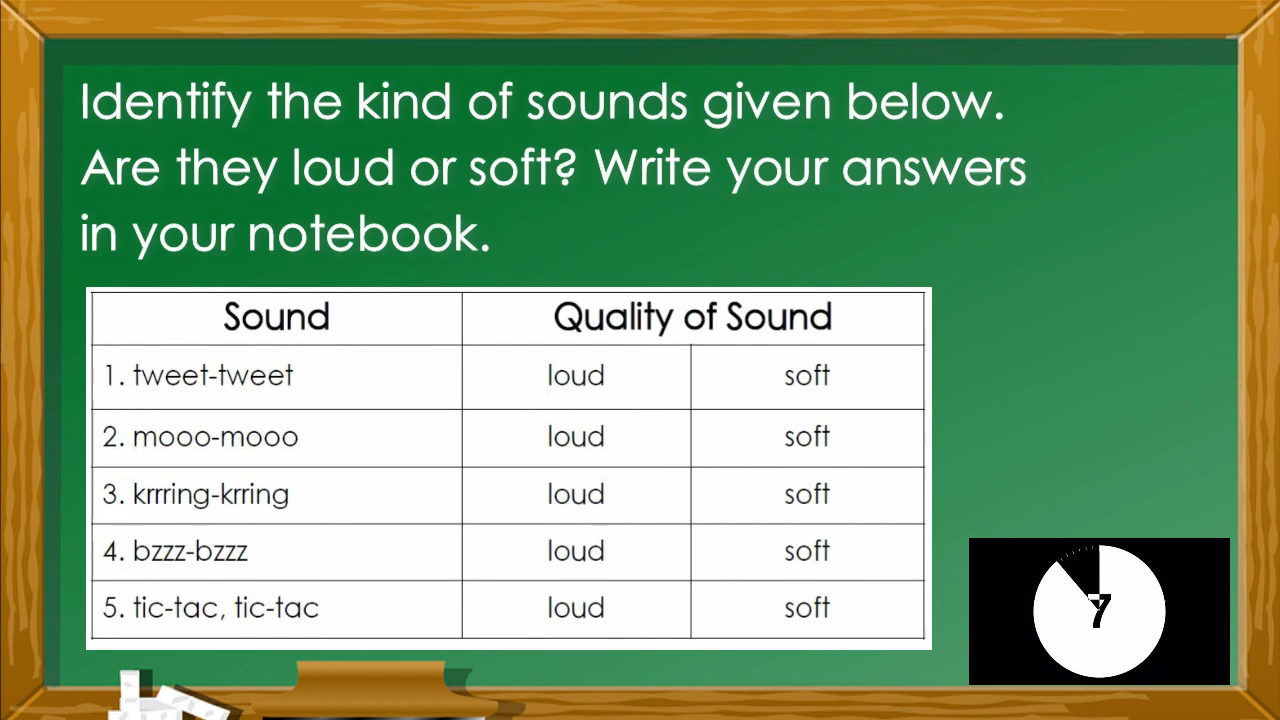 Identify the kind of sounds given below.
Are they loud or soft? Write your answers
in your notebook.
Sound Quality of Sound
1. tweet-tweet loud soft
2. mooo-mooo loud soft
3. krrring-krring loud soft
4. bzzz-bzzz loud soft
5. tic-tac, tic-tac loud soft
7